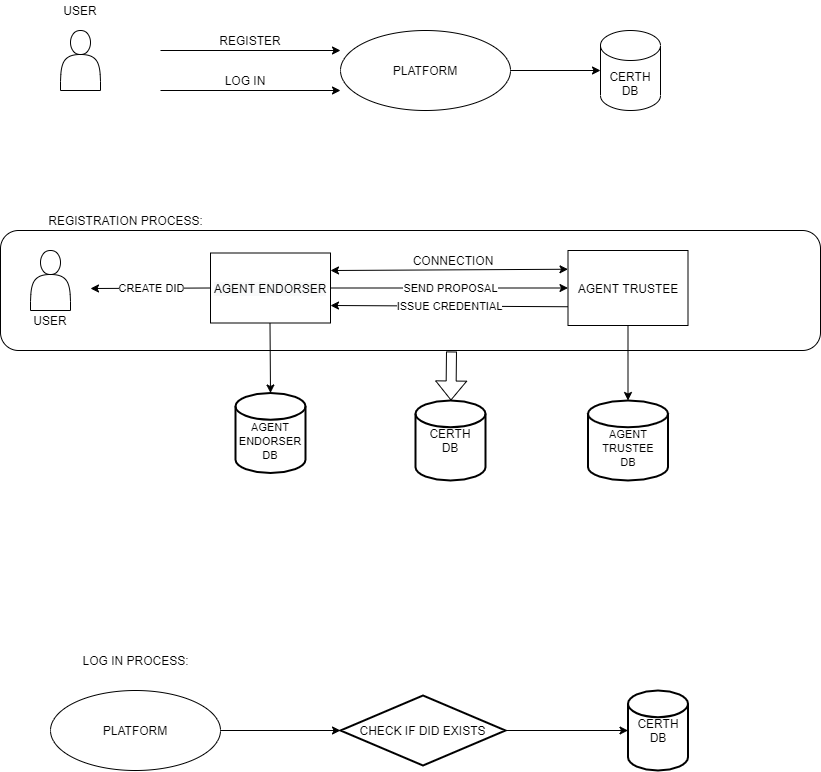 USER
REGISTER
LOG IN
PLATFORM
CERTH
DB
REGISTRATION PROCESS:
USER
CREATE DID
AGENT ENDORSER
CONNECTION
SEND PROPOSAL
ISSUE CREDENTIAL
AGENT TRUSTEE
AGENT
ENDORSER
DB
CERTH
DB
AGENT
TRUSTEE
DB
LOG IN PROCESS:
PLATFORM
CHECK IF DID EXISTS
CERTH
DB